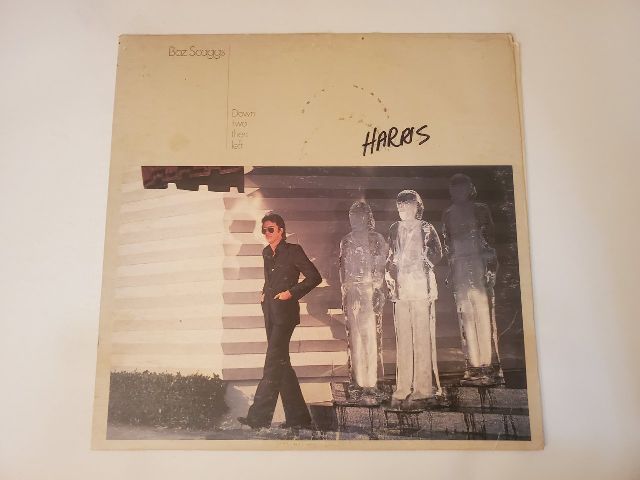 Boz Scaggs
Down
two
then
left
HARRIS